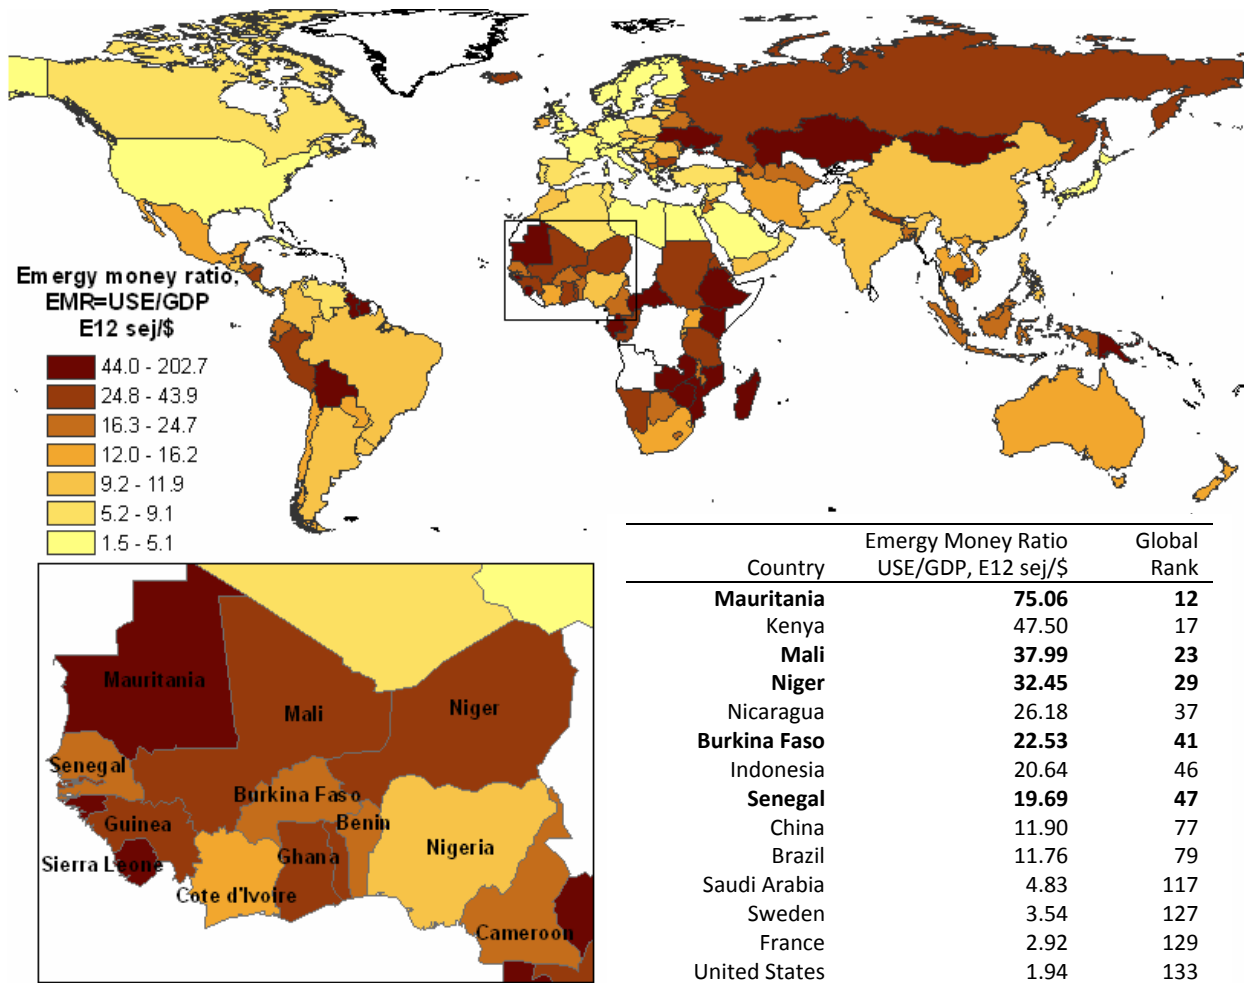 Emergy money ratio,
EMR=USE/GDP
E12 sej/$
44.0 - 202.7
24.8 - 43.9
16.3 - 24.7
12.0 - 16.2
9.2 - 11.9
5.2 - 9.1
1.5 - 5.1
Mauritania
Mali
Niger
Senegal
Burkina Faso
Benin
Guinea
Ghana
Nigeria
Sierra Leone
Cote d'Ivoire
Cameroon
Emergy Money Ratio Global
Country USE/GDP, E12 sej/$ Rank
Mauritania 75.06 12
Kenya 47.50 17
Mali 37.99 23
Niger 32.45 29
Nicaragua 26.18 37
Burkina Faso 22.53 41
Indonesia 20.64 46
Senegal 19.69 47
China 11.90 77
Brazil 11.76 79
Saudi Arabia 4.83 117
Sweden 3.54 127
France 2.92 129
United States 1.94 133